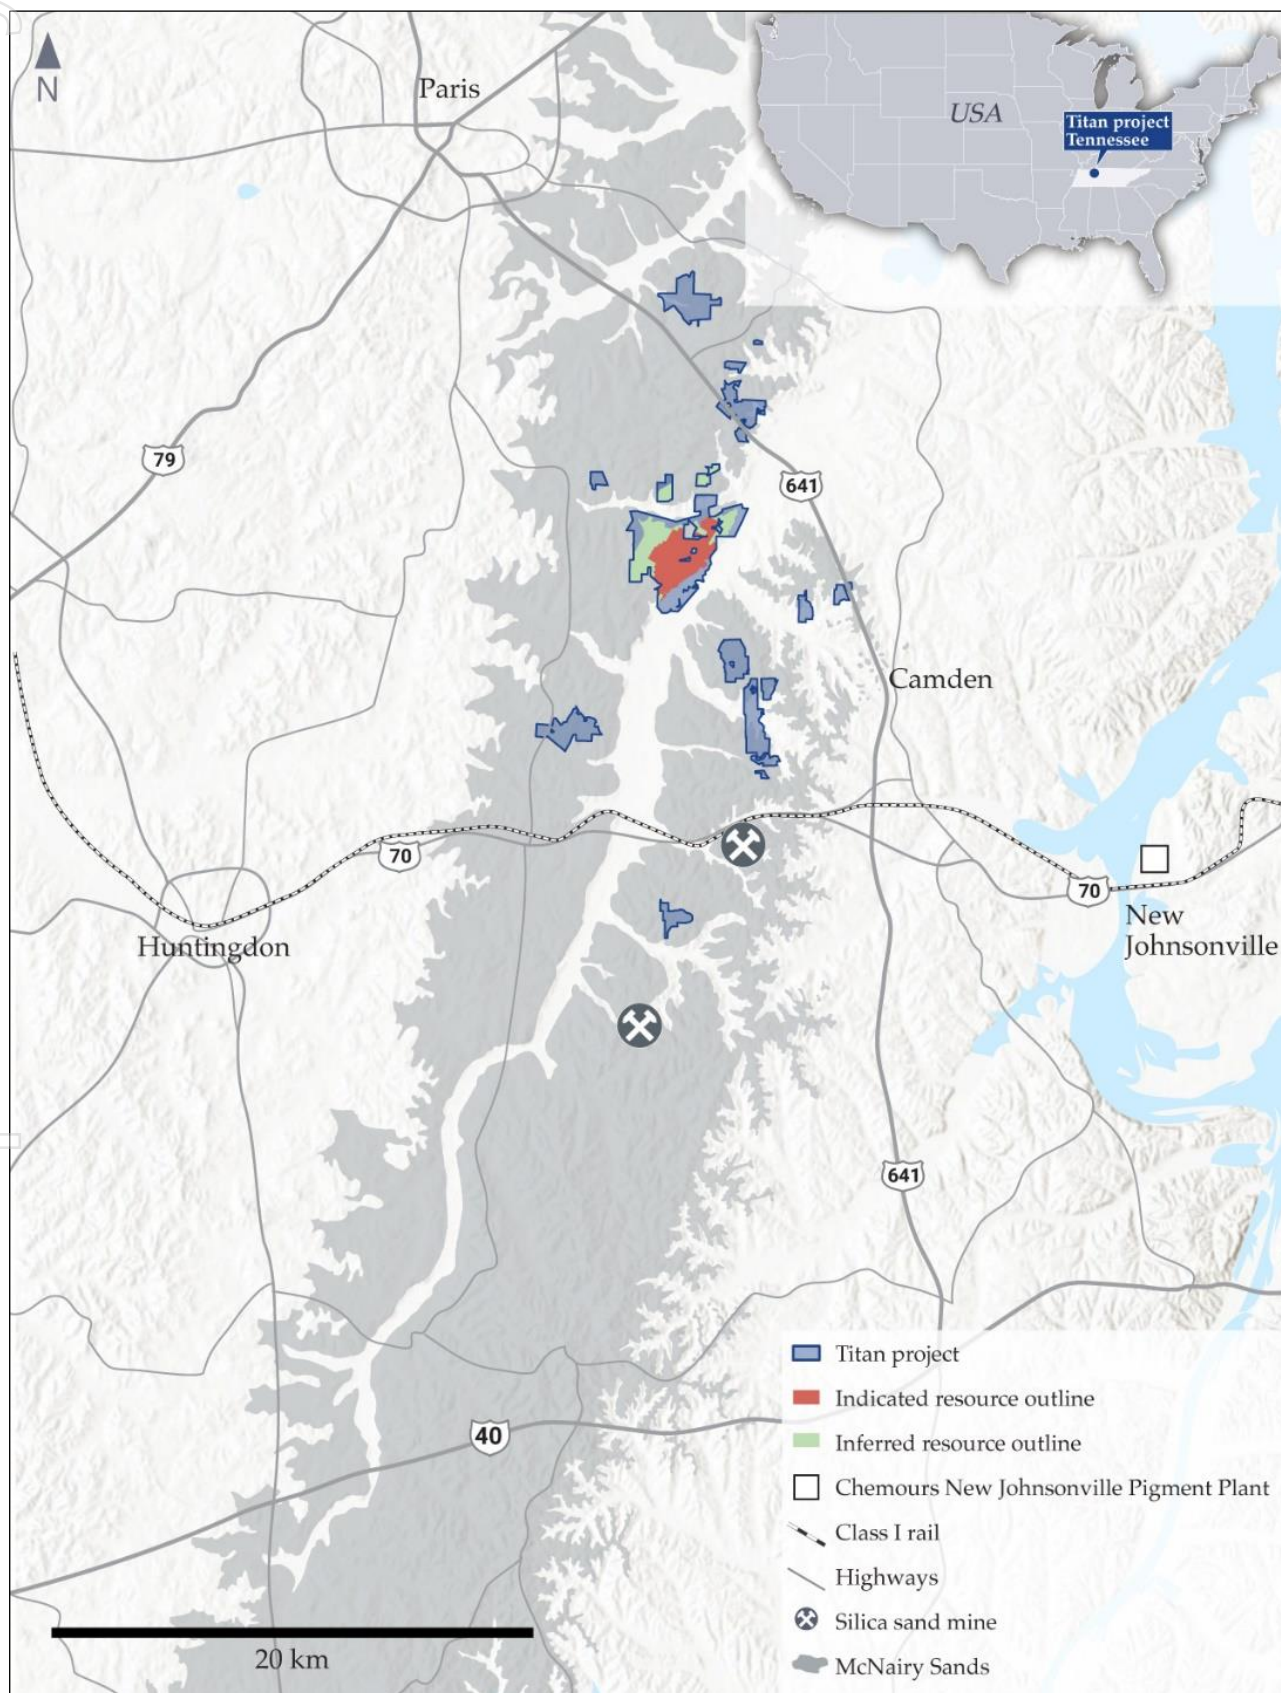 N
Paris
USA
Titan project
Tennessee
79
641
Camden
70
70
New
Johnsonville
Huntingdon
641
40
20 km
Titan project
Indicated resource outline
Inferred resource outline
Chemours New Johnsonville Pigment Plant
Class I rail
Highways
Silica sand mine
McNairy Sands